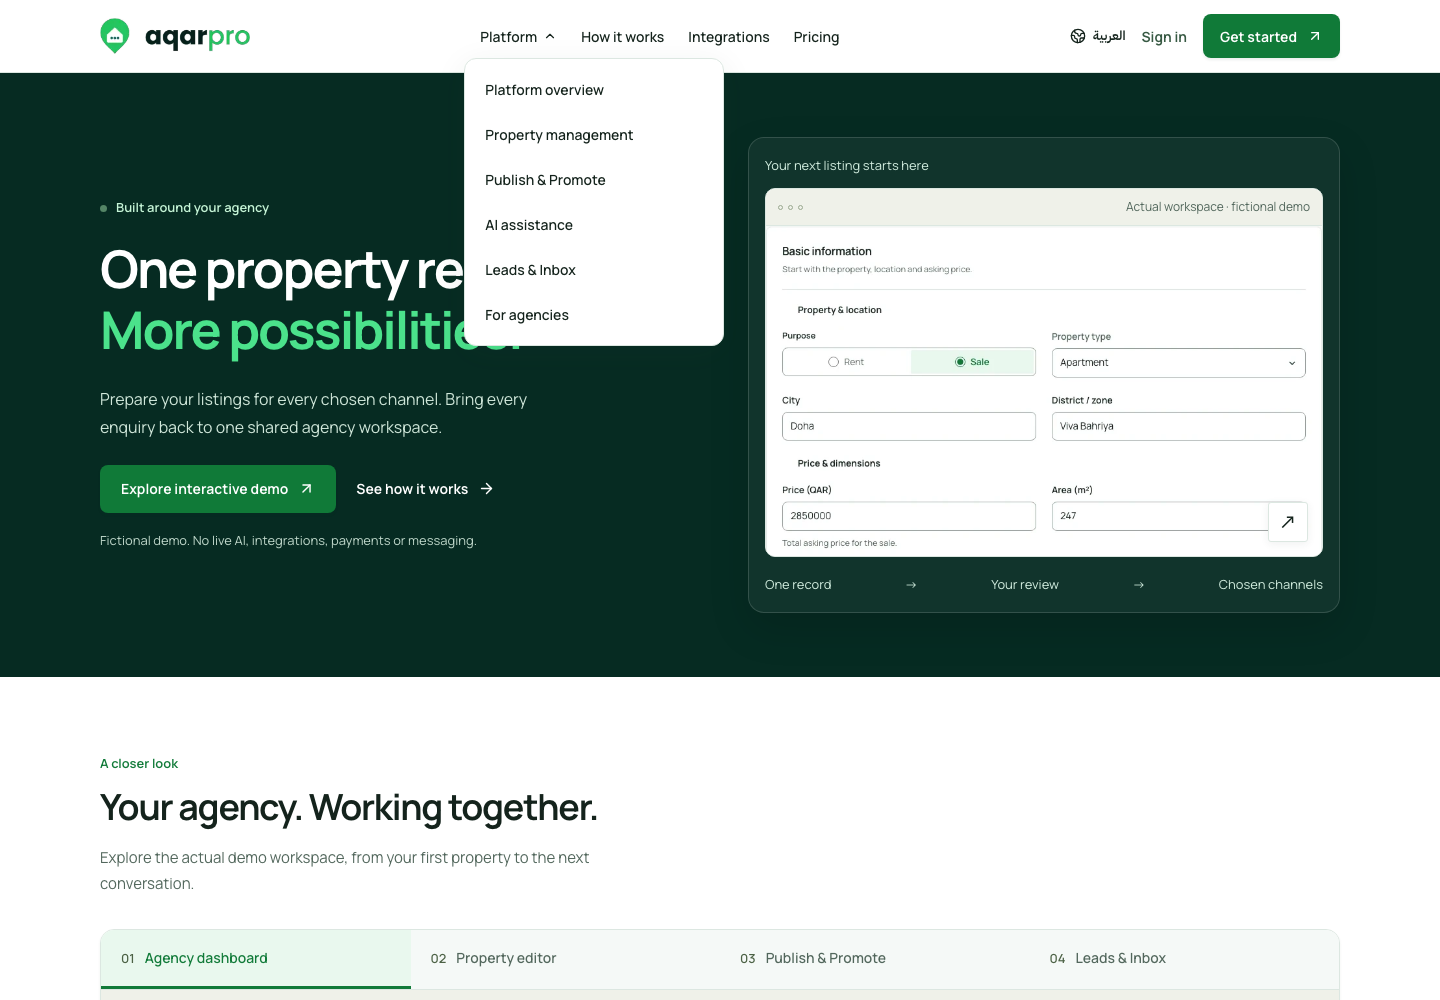 aqarpro
Platform
How it works
Integrations
Pricing
العربية
Sign in
Get started
Platform overview
Property management
Publish & Promote
AI assistance
Leads & Inbox
For agencies
Built around your agency
One property
More
Prepare your listings for every chosen channel. Bring every
enquiry back to one shared agency workspace.
Explore interactive demo
See how it works
Fictional demo. No live AI, integrations, payments or messaging.
Your next listing starts here
Actual workspace · fictional demo
Basic information
Start with the property, location and asking price.
Property & location
Purpose
Rent
Sale
Property type
Apartment
City
Doha
District / zone
Viva Bahriya
Price & dimensions
Price (QAR)
2850000
Total asking price for the sale.
Area (m²)
247
One record → Your review → Chosen channels
A closer look
Your agency. Working together.
Explore the actual demo workspace, from your first property to the next
conversation.
01 Agency dashboard
02 Property editor
03 Publish & Promote
04 Leads & Inbox